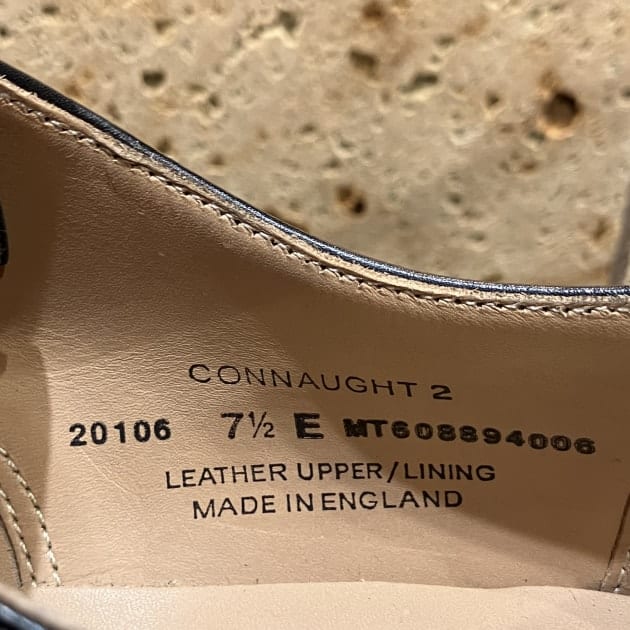 CONNAUGHT 2
20106 7½ E MT608894006
LEATHER UPPER/LINING
MADE IN ENGLAND